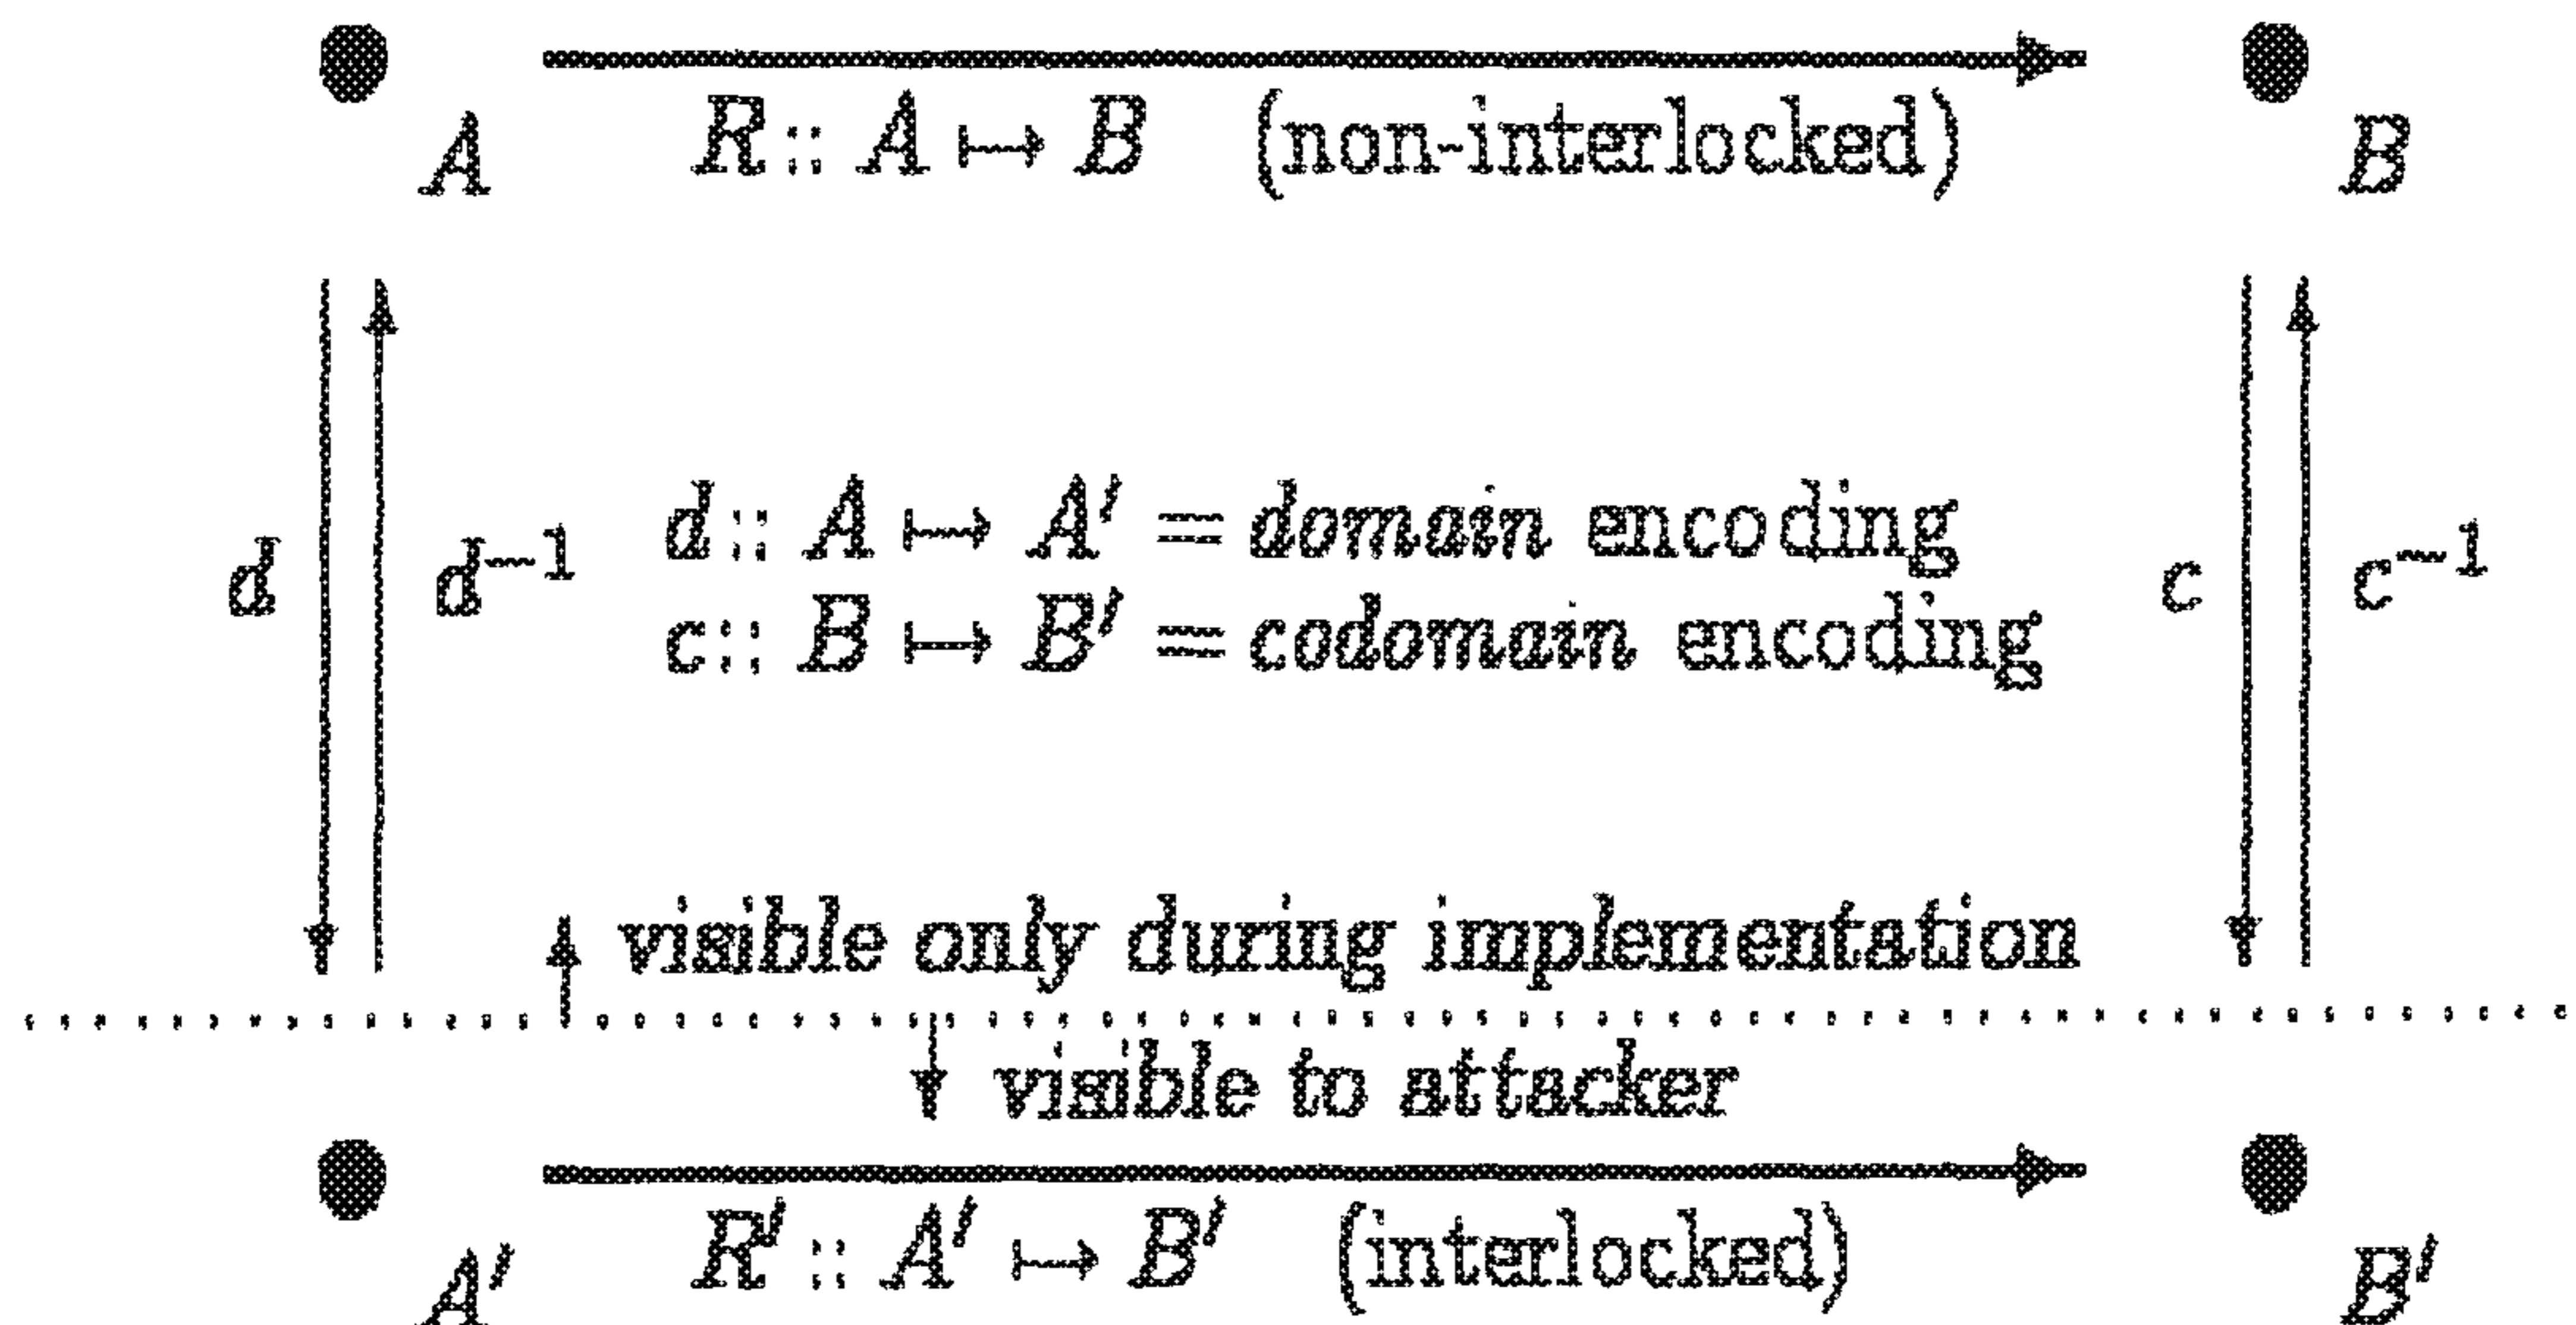 A R :: A ↦ B (non-interlocked) B
d d⁻¹ d :: A ↦ A′ = domain encoding c c⁻¹
c :: B ↦ B′ = codomain encoding
visible only during implementation
visible to attacker
A′ R′ :: A′ ↦ B′ (interlocked) B′